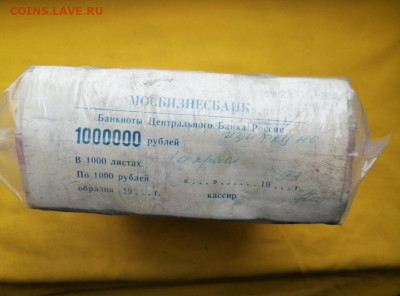 COINS.LAVE.RU
МОСБИЗНЕСБАНК
Банкноты Центрального Банка России
1000000 рублей
В 1000 листах
По 1000 рублей
образца 19....г. кассир